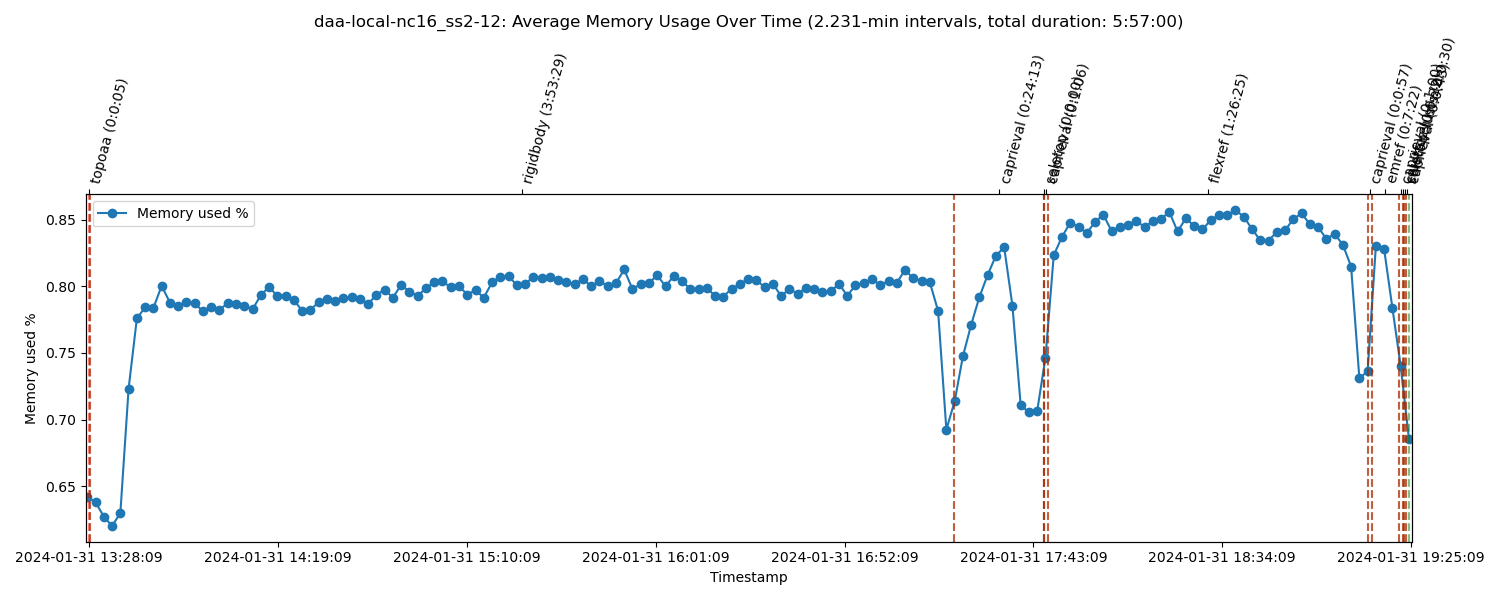 daa-local-nc16_ss2-12: Average Memory Usage Over Time (2.231-min intervals, total duration: 5:57:00)
topoaa (0:0:05)
rigidbody (3:53:29)
caprieval (0:24:13)
caprieval (0:1:06)
flexref (1:26:25)
caprieval (0:0:57)
emref (0:7:22)
Memory used %
0.85
0.80
0.75
0.70
0.65
Memory used %
2024-01-31 13:28:09
2024-01-31 14:19:09
2024-01-31 15:10:09
2024-01-31 16:01:09
2024-01-31 16:52:09
2024-01-31 17:43:09
2024-01-31 18:34:09
2024-01-31 19:25:09
Timestamp